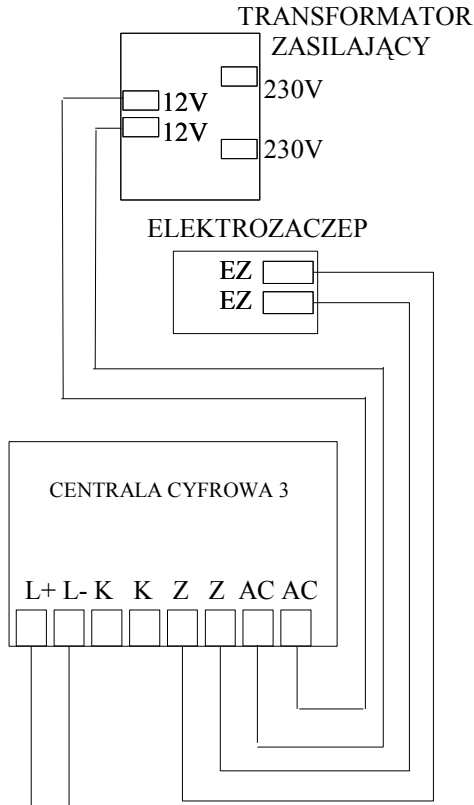 TRANSFORMATOR
ZASILAJĄCY
12V
230V
12V
230V
ELEKTROZACZEP
EZ
EZ
CENTRALA CYFROWA 3
L+ L- K K Z Z AC AC